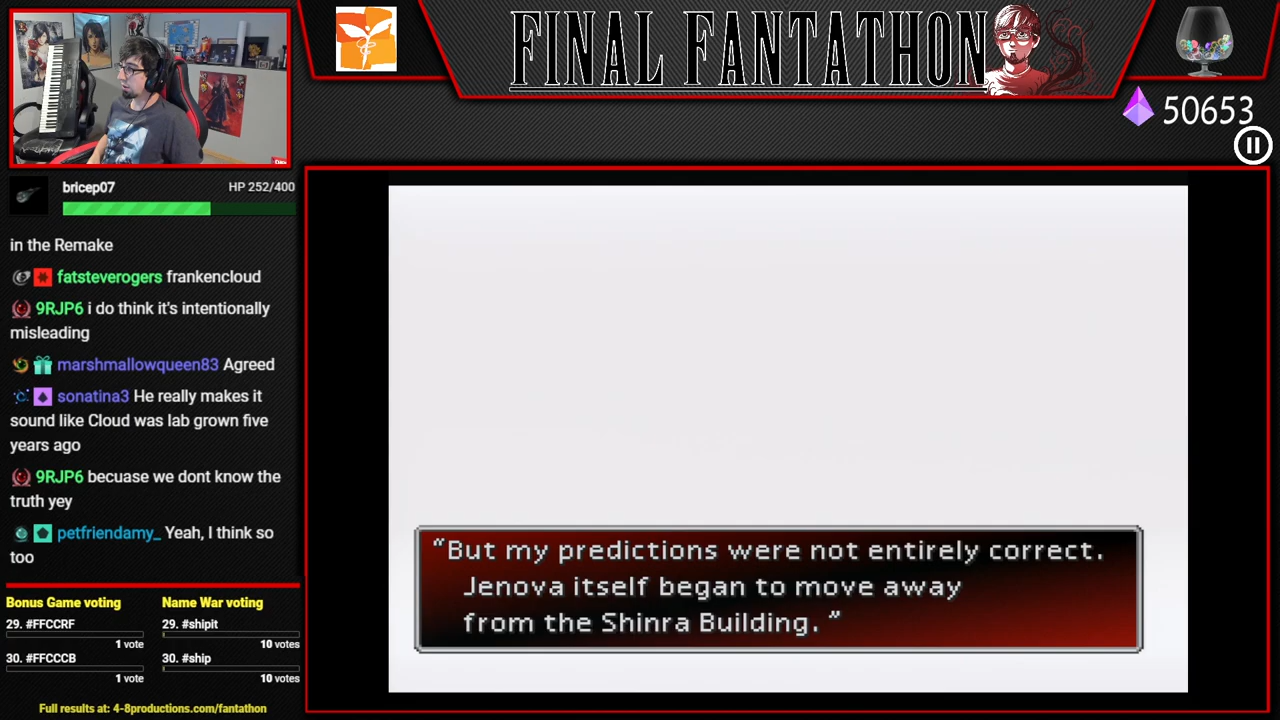 FINAL FANTATHON
50653
bricep07 HP 252/400
in the Remake
fatsteverogers frankencloud
9RJP6 i do think it's intentionally
misleading
marshmallowqueen83 Agreed
sonatina3 He really makes it
sound like Cloud was lab grown five
years ago
9RJP6 becuase we dont know the
truth yey
petfriendamy_ Yeah, I think so
too
Bonus Game voting
29. #FFCCRF
1 vote
30. #FFCCCB
1 vote
Name War voting
29. #shipit
10 votes
30. #ship
10 votes
Full results at: 4-8productions.com/fantathon
“But my predictions were not entirely correct.
Jenova itself began to move away
from the Shinra Building. ”